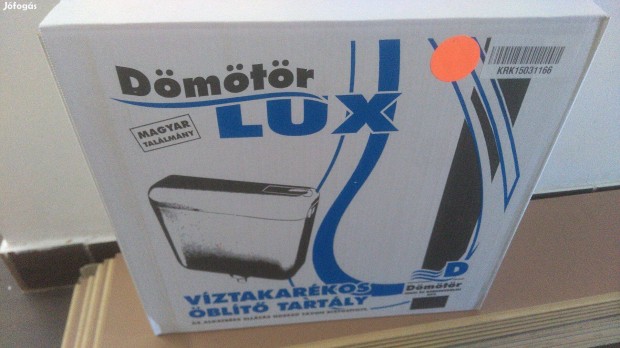 Jófogás
Dömötör
LUX
MAGYAR
TALÁLMÁNY
KRK15031166
D
Dömötör
VÍZTAKARÉKOS
ÖBLÍTŐ TARTÁLY